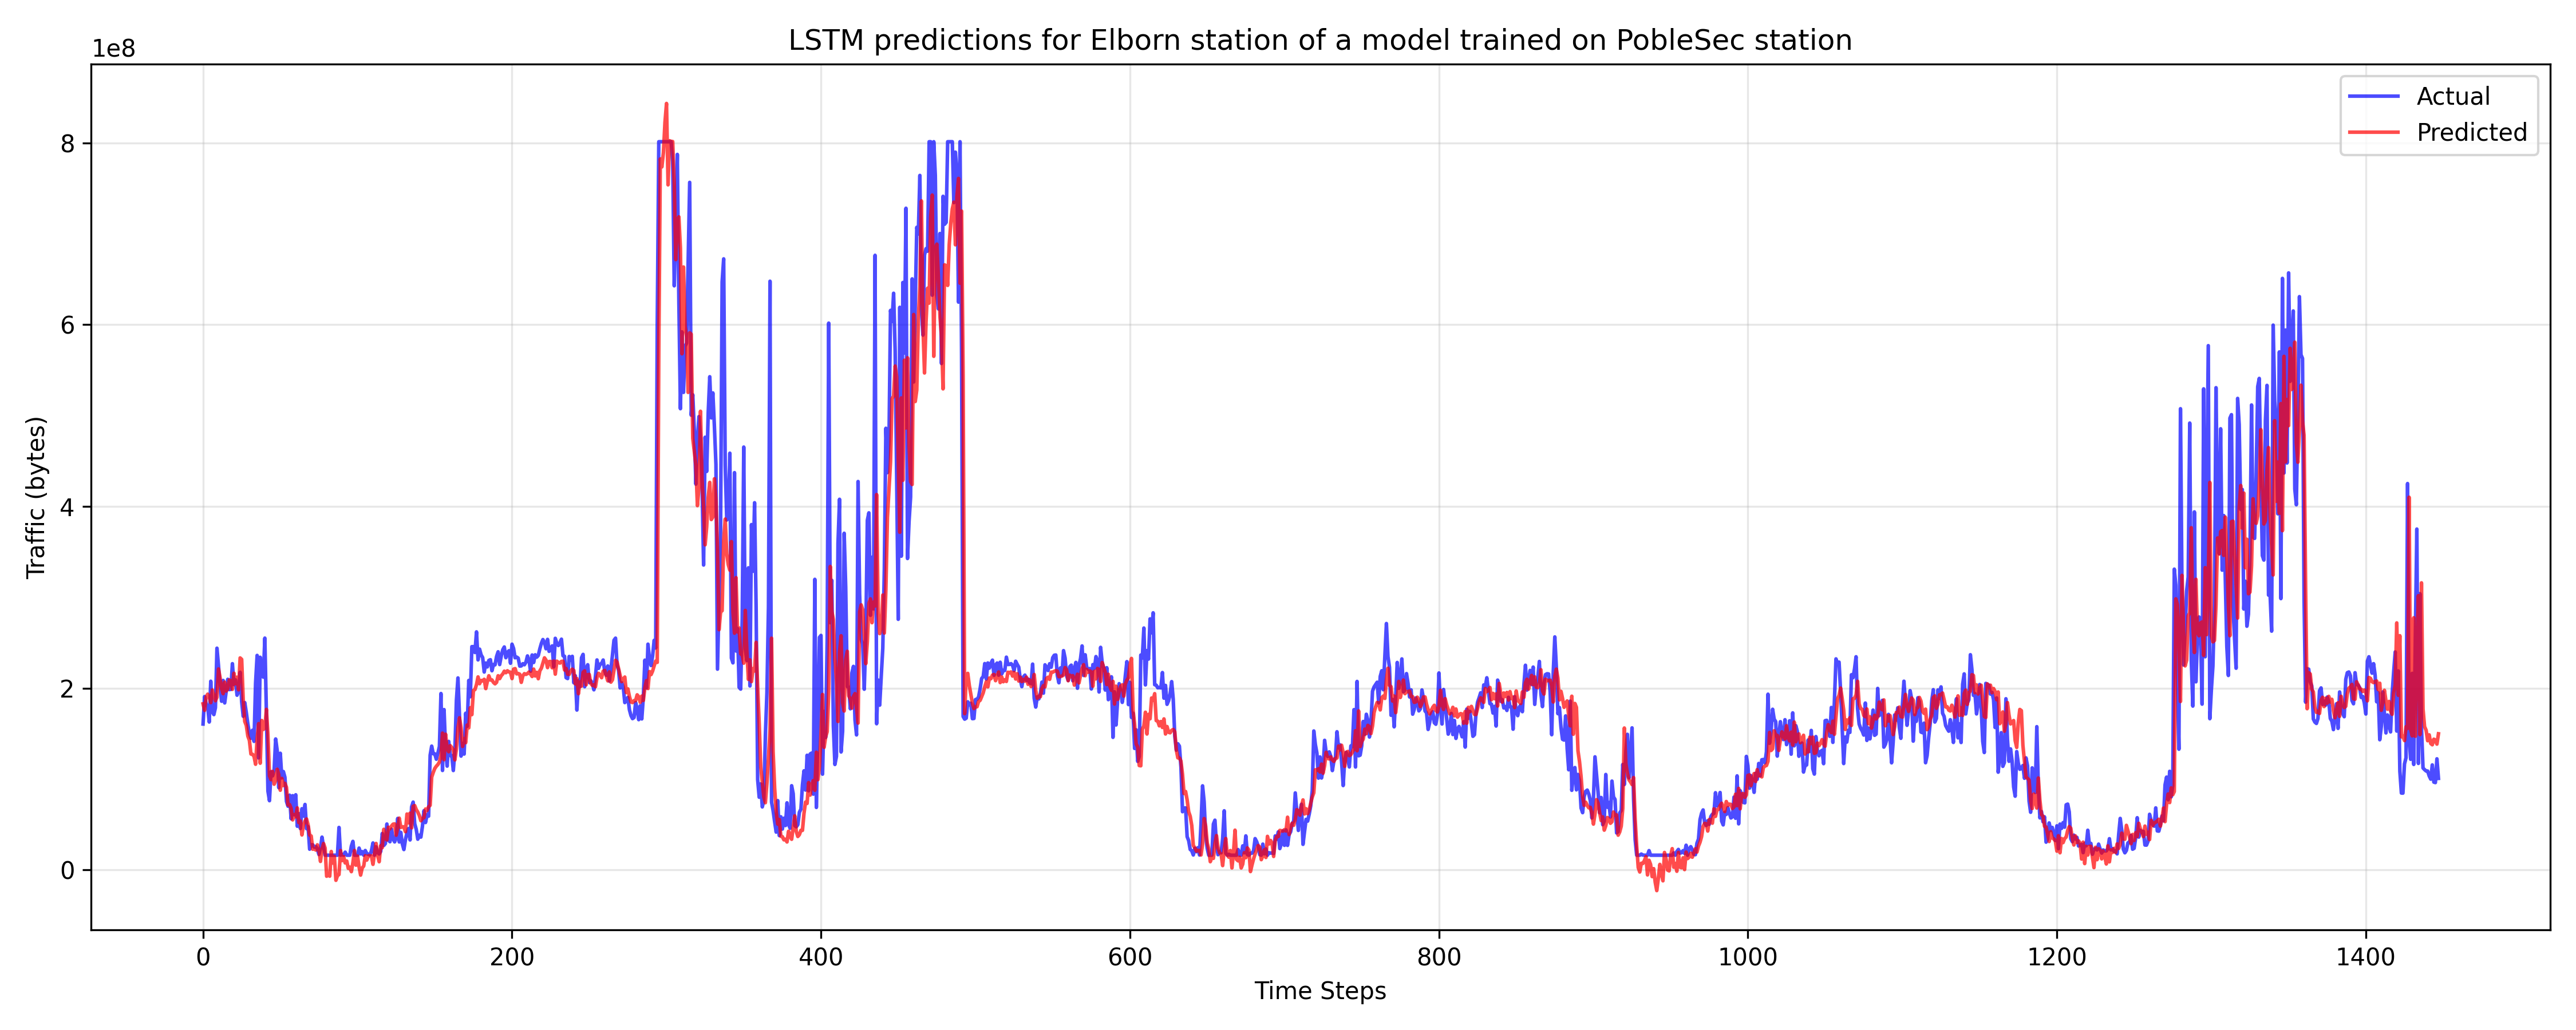 LSTM predictions for Elborn station of a model trained on PobleSec station
1e8
Actual
Predicted
8
6
4
2
0
Traffic (bytes)
0 200 400 600 800 1000 1200 1400
Time Steps